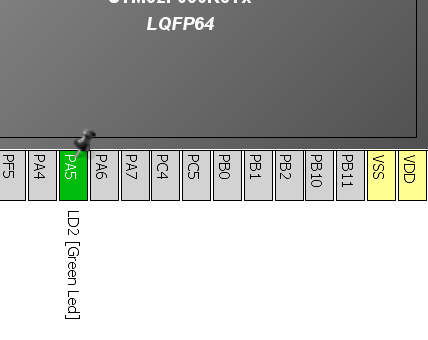 LQFP64
PF5
PA4
PA5
PA6
PA7
PC4
PC5
PB0
PB1
PB2
PB10
PB11
VSS
VDD
LD2 [Green Led]